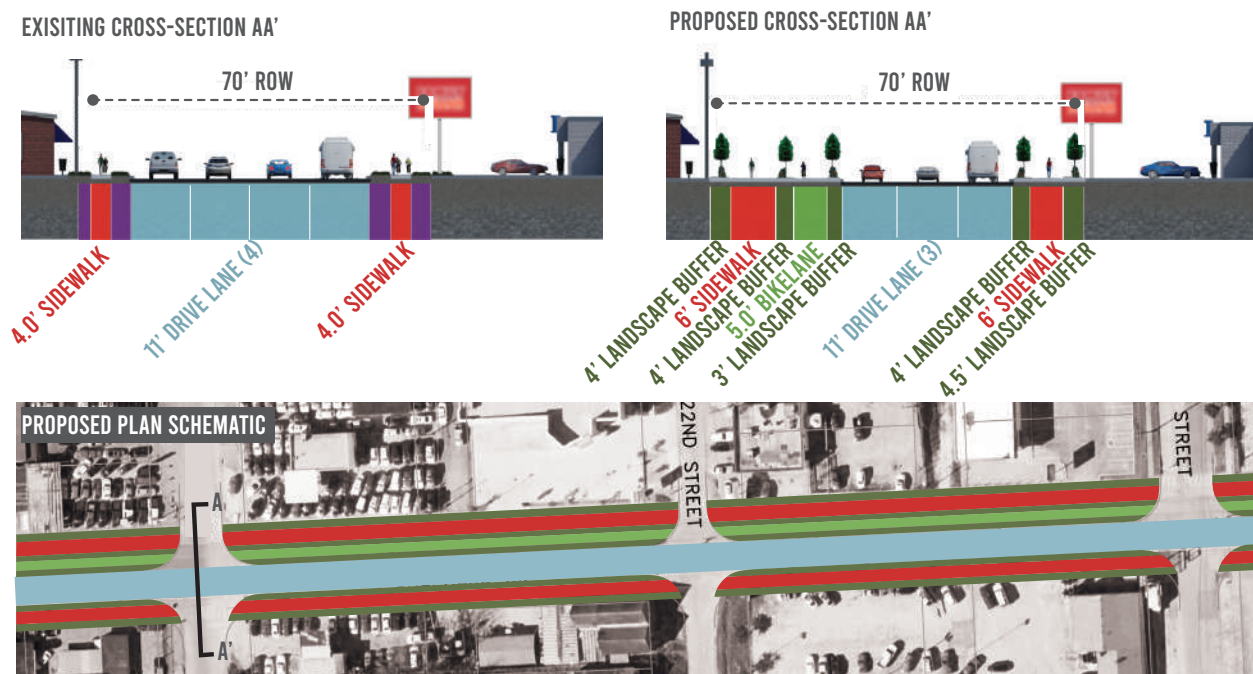 EXISITING CROSS-SECTION AA'
70' ROW
4.0' SIDEWALK
11' DRIVE LANE (4)
4.0' SIDEWALK
PROPOSED CROSS-SECTION AA'
70' ROW
4' LANDSCAPE BUFFER
6' SIDEWALK
4' LANDSCAPE BUFFER
5.0' BIKELANE
3' LANDSCAPE BUFFER
11' DRIVE LANE (3)
4' LANDSCAPE BUFFER
6' SIDEWALK
4.5' LANDSCAPE BUFFER
PROPOSED PLAN SCHEMATIC
A
A'
22ND STREET
STREET